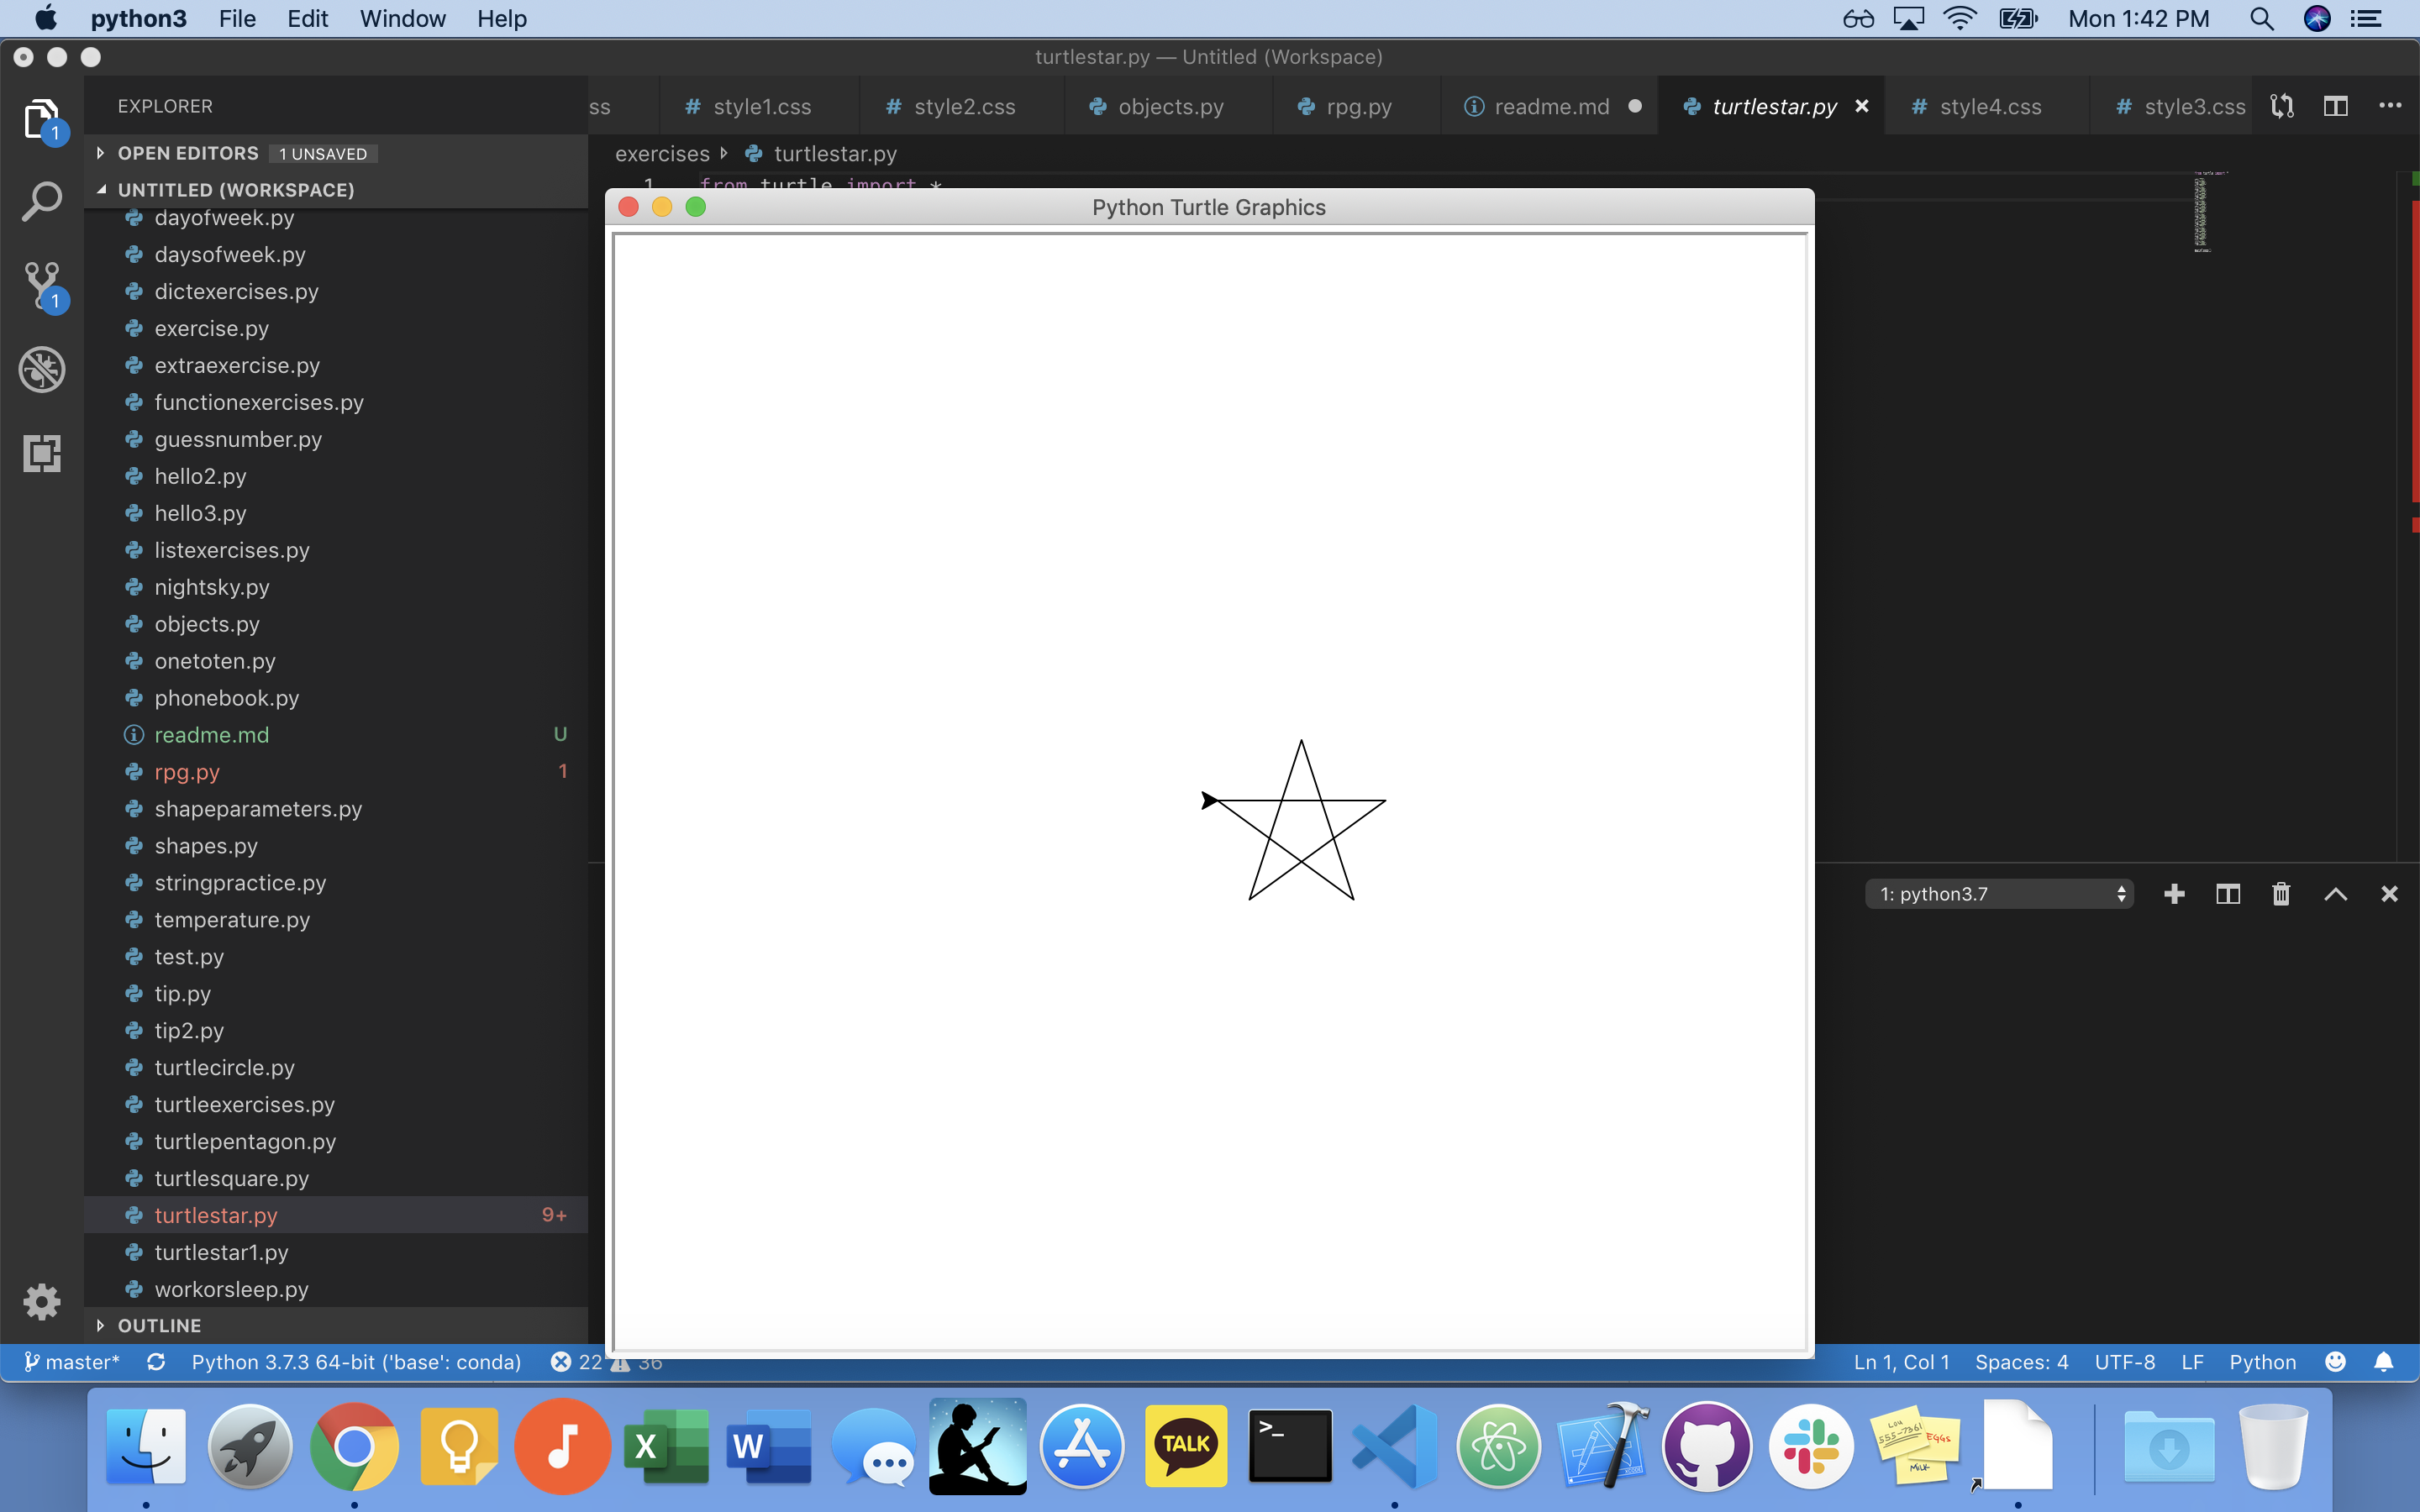 python3 File Edit Window Help Mon 1:42 PM
turtlestar.py — Untitled (Workspace)
EXPLORER
ss # style1.css # style2.css objects.py rpg.py readme.md turtlestar.py # style4.css # style3.css
OPEN EDITORS 1 UNSAVED
exercises turtlestar.py
UNTITLED (WORKSPACE)
1 from turtle import *
Python Turtle Graphics
dayofweek.py
daysofweek.py
dictexercises.py
exercise.py
extraexercise.py
functionexercises.py
guessnumber.py
hello2.py
hello3.py
listexercises.py
nightsky.py
objects.py
onetoten.py
phonebook.py
readme.md U
rpg.py 1
shapeparameters.py
shapes.py
stringpractice.py
temperature.py
test.py
tip.py
tip2.py
turtlecircle.py
turtleexercises.py
turtlepentagon.py
turtlesquare.py
turtlestar.py 9+
turtlestar1.py
workorsleep.py
OUTLINE
1: python3.7
1
1
master* Python 3.7.3 64-bit ('base': conda) 22 36 Ln 1, Col 1 Spaces: 4 UTF-8 LF Python
X
W
TALK
>_
Lou
555-7361
EGGS
MILK